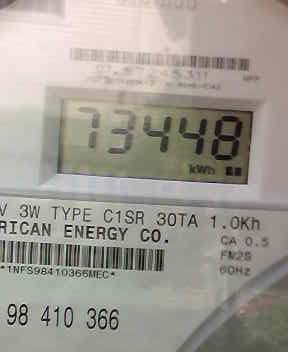 73448
kWh
V 3W TYPE C1SR 30TA 1.0Kh
RICAN ENERGY CO.
CA 0.5
FM2S
60Hz
*1NFS98410366MEC*
98 410 366